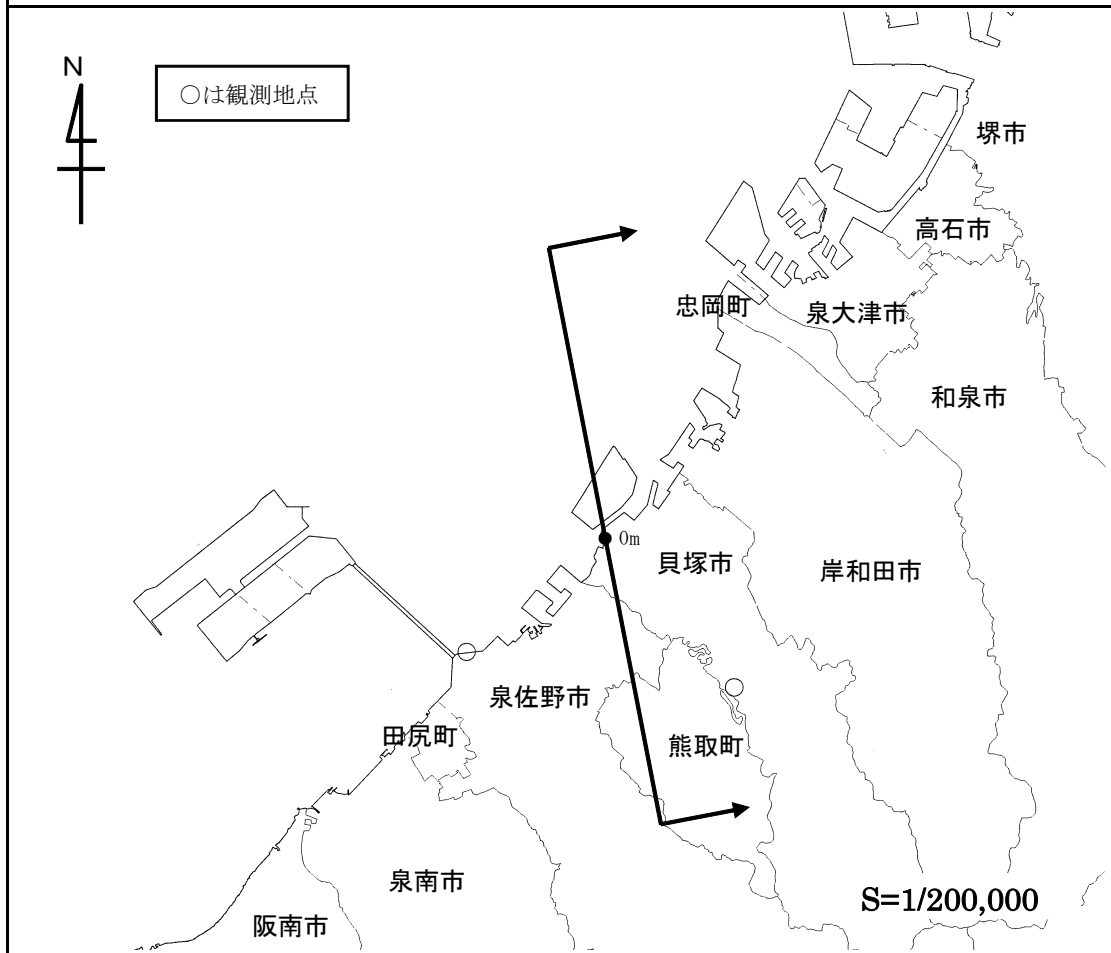 N
○は観測地点
堺市
高石市
忠岡町
泉大津市
和泉市
0m
貝塚市
岸和田市
泉佐野市
田尻町
熊取町
泉南市
S=1/200,000
阪南市